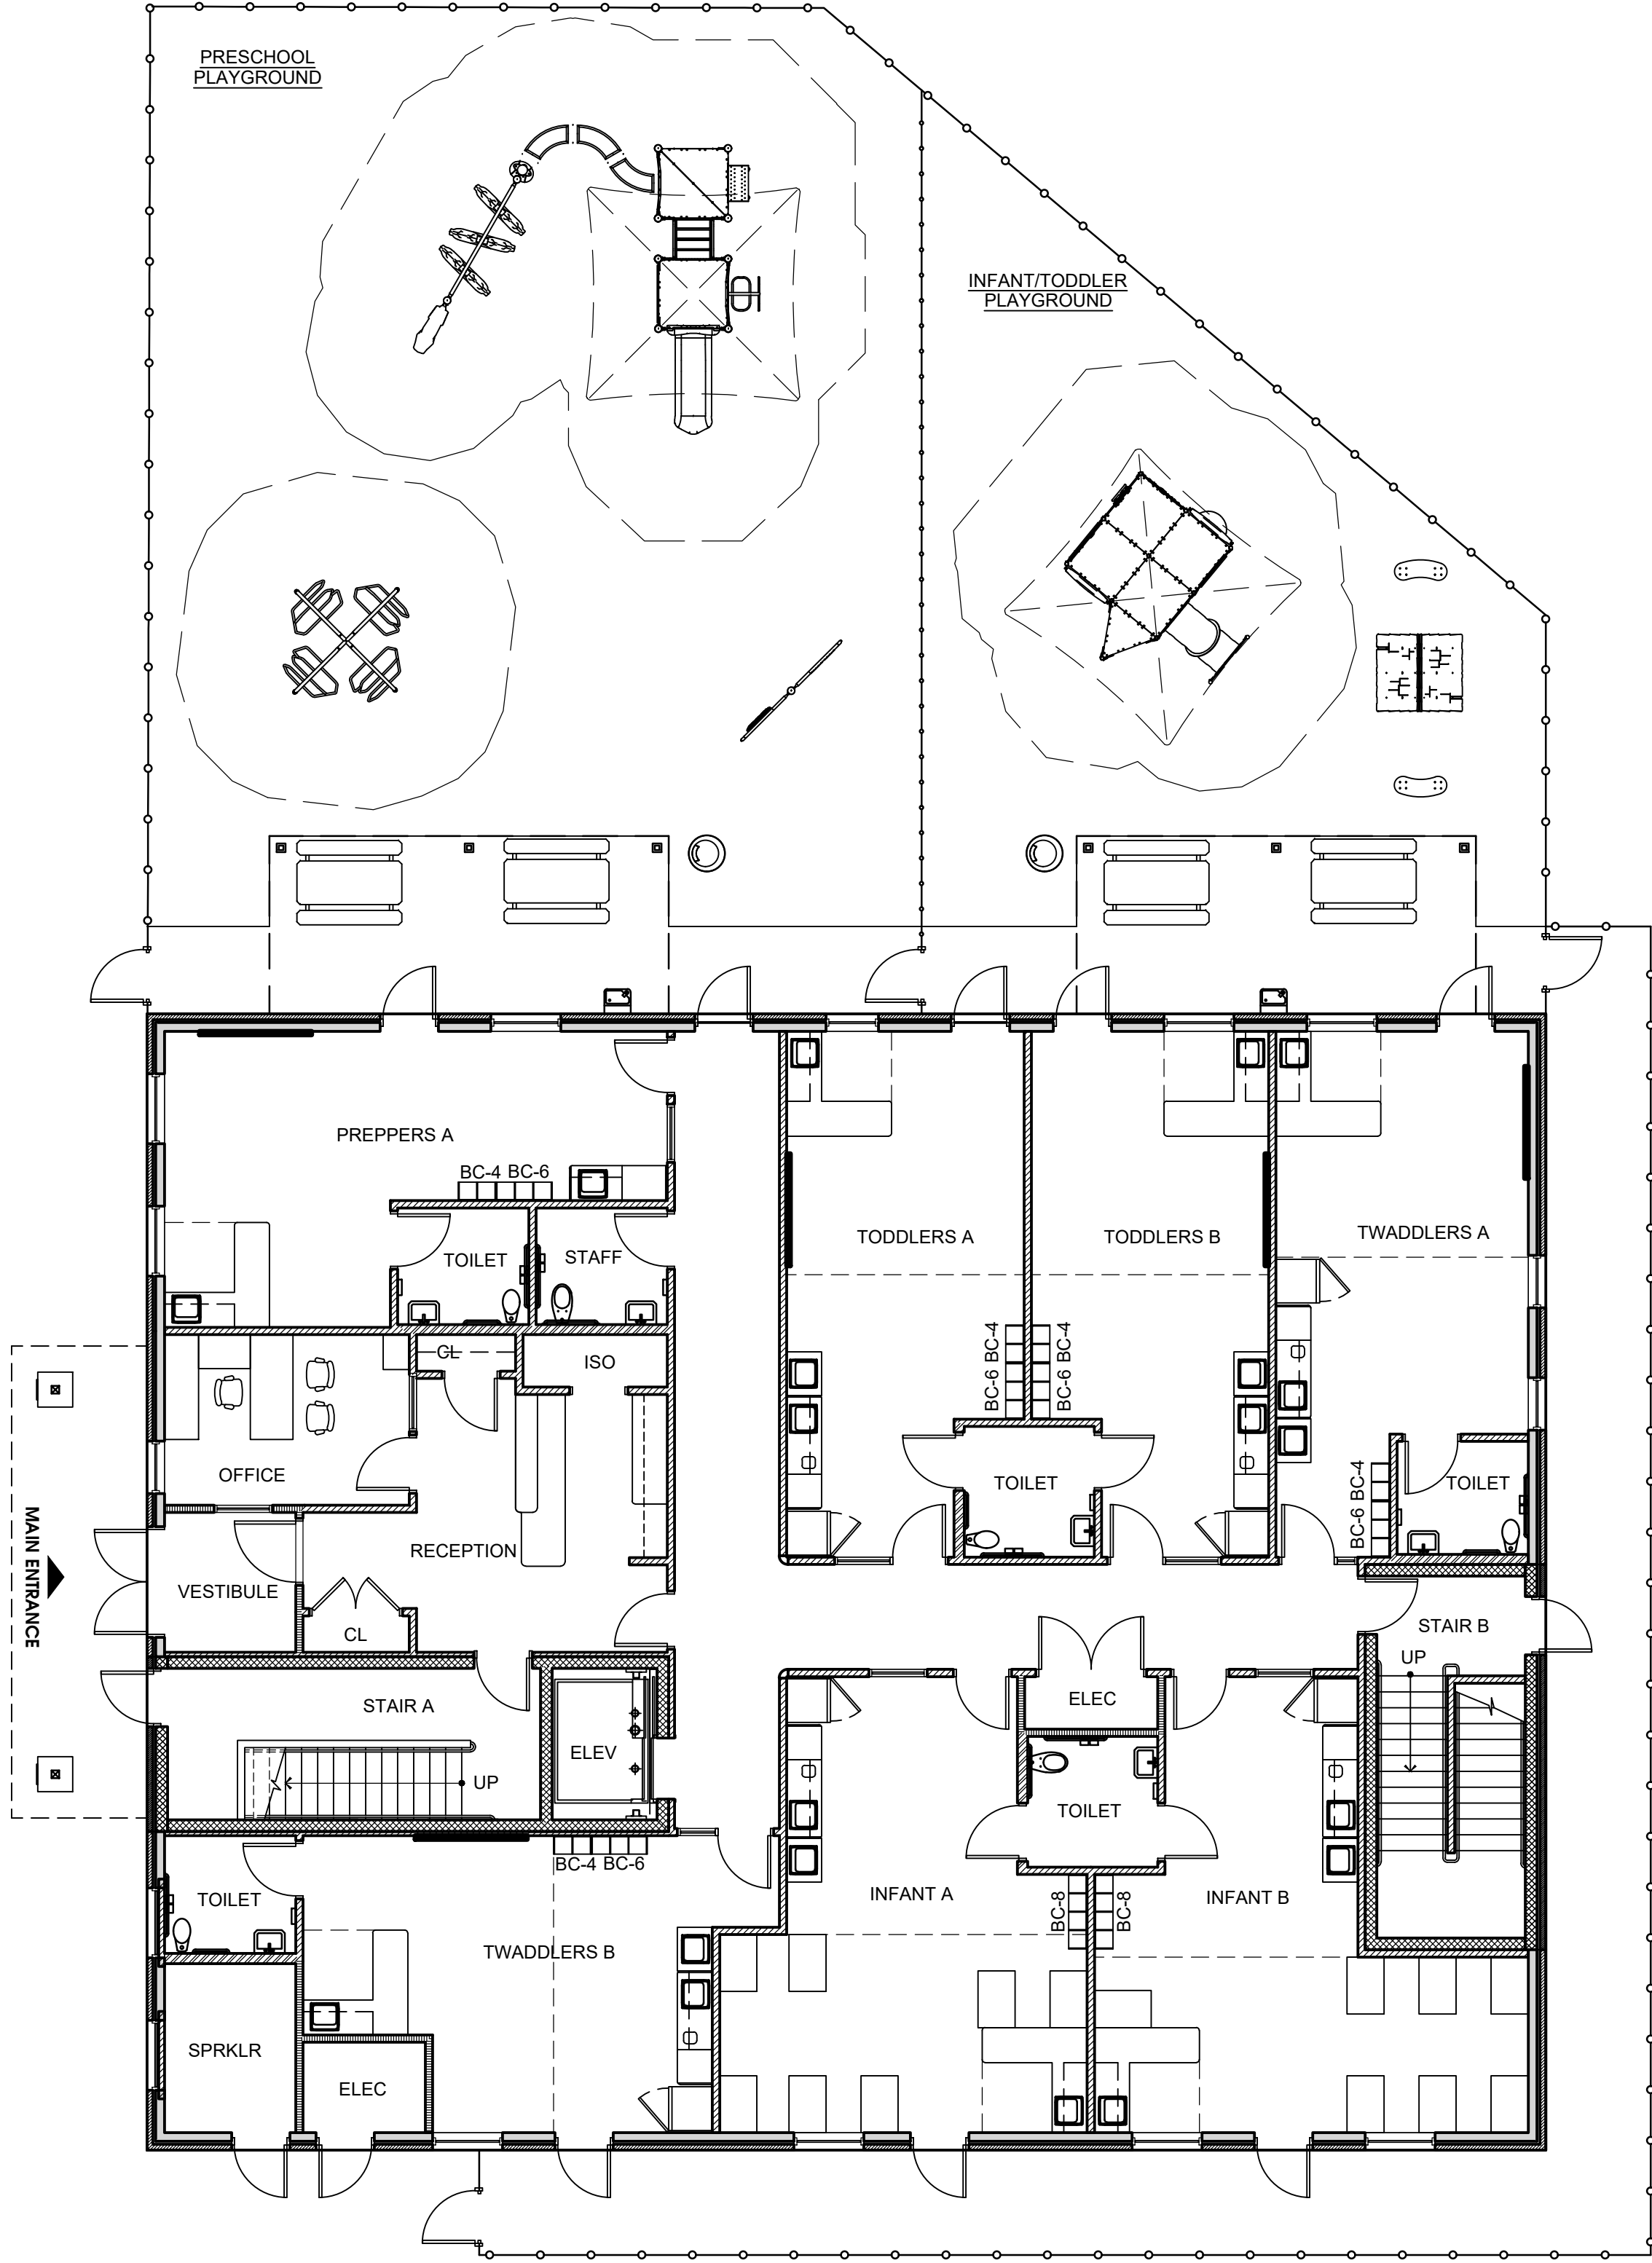 PRESCHOOL
PLAYGROUND
INFANT/TODDLER
PLAYGROUND
PREPPERS A
BC-4 BC-6
TOILET
STAFF
TODDLERS A
TODDLERS B
TWADDLERS A
CL
ISO
BC-6 BC-4
BC-6 BC-4
OFFICE
TOILET
BC-6 BC-4
TOILET
RECEPTION
MAIN ENTRANCE
VESTIBULE
CL
STAIR B
UP
STAIR A
ELEC
ELEV
UP
TOILET
BC-4 BC-6
TOILET
INFANT A
BC-8
BC-8
INFANT B
TWADDLERS B
SPRKLR
ELEC